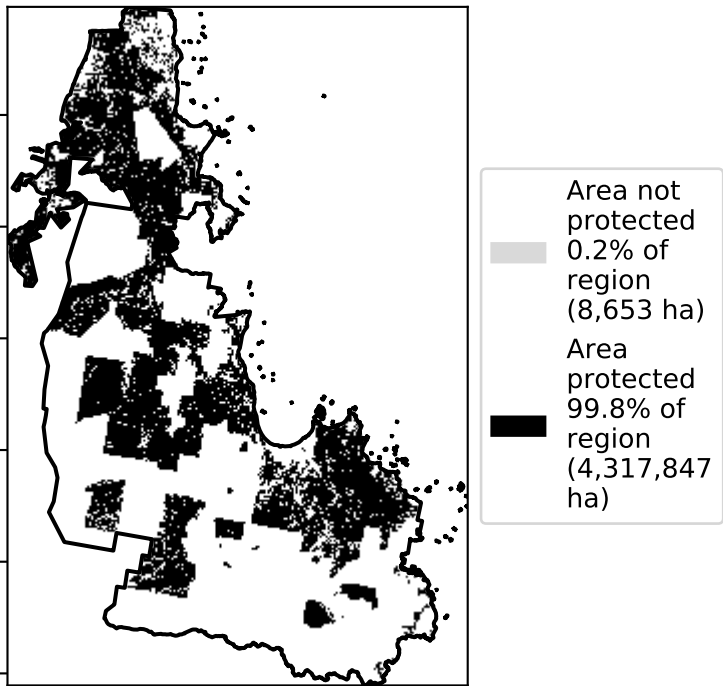 Area not
protected
0.2% of
region
(8,653 ha)
Area
protected
99.8% of
region
(4,317,847
ha)